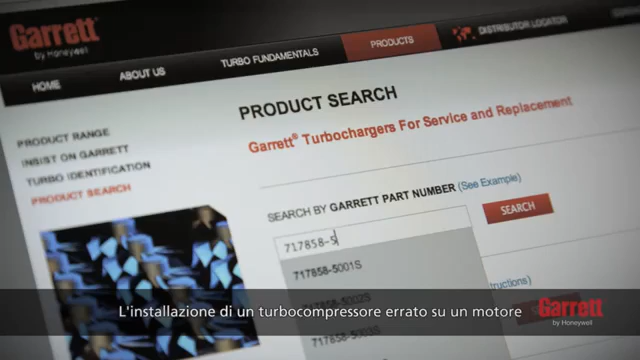 Garrett
by Honeywell
HOME
ABOUT US
TURBO FUNDAMENTALS
PRODUCTS
DISTRIBUTOR LOCATOR
PRODUCT RANGE
INSIST ON GARRETT
TURBO IDENTIFICATION
PRODUCT SEARCH
PRODUCT SEARCH
Garrett® Turbochargers For Service and Replacement
SEARCH BY GARRETT PART NUMBER (See Example)
717858-5
SEARCH
717858-5001S
717858-5002S
L'installazione di un turbocompressore errato su un motore
Garrett
by Honeywell